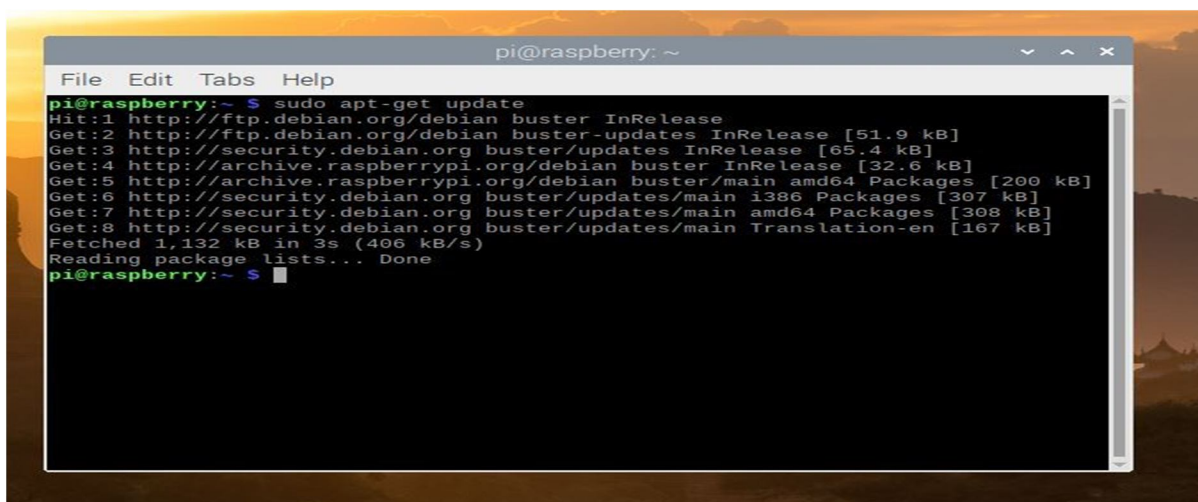 pi@raspberry: ~
File Edit Tabs Help
pi@raspberry:~ $ sudo apt-get update
Hit:1 http://ftp.debian.org/debian buster InRelease
Get:2 http://ftp.debian.org/debian buster-updates InRelease [51.9 kB]
Get:3 http://security.debian.org buster/updates InRelease [65.4 kB]
Get:4 http://archive.raspberrypi.org/debian buster InRelease [32.6 kB]
Get:5 http://archive.raspberrypi.org/debian buster/main amd64 Packages [200 kB]
Get:6 http://security.debian.org buster/updates/main i386 Packages [307 kB]
Get:7 http://security.debian.org buster/updates/main amd64 Packages [308 kB]
Get:8 http://security.debian.org buster/updates/main Translation-en [167 kB]
Fetched 1,132 kB in 3s (406 kB/s)
Reading package lists... Done
pi@raspberry:~ $